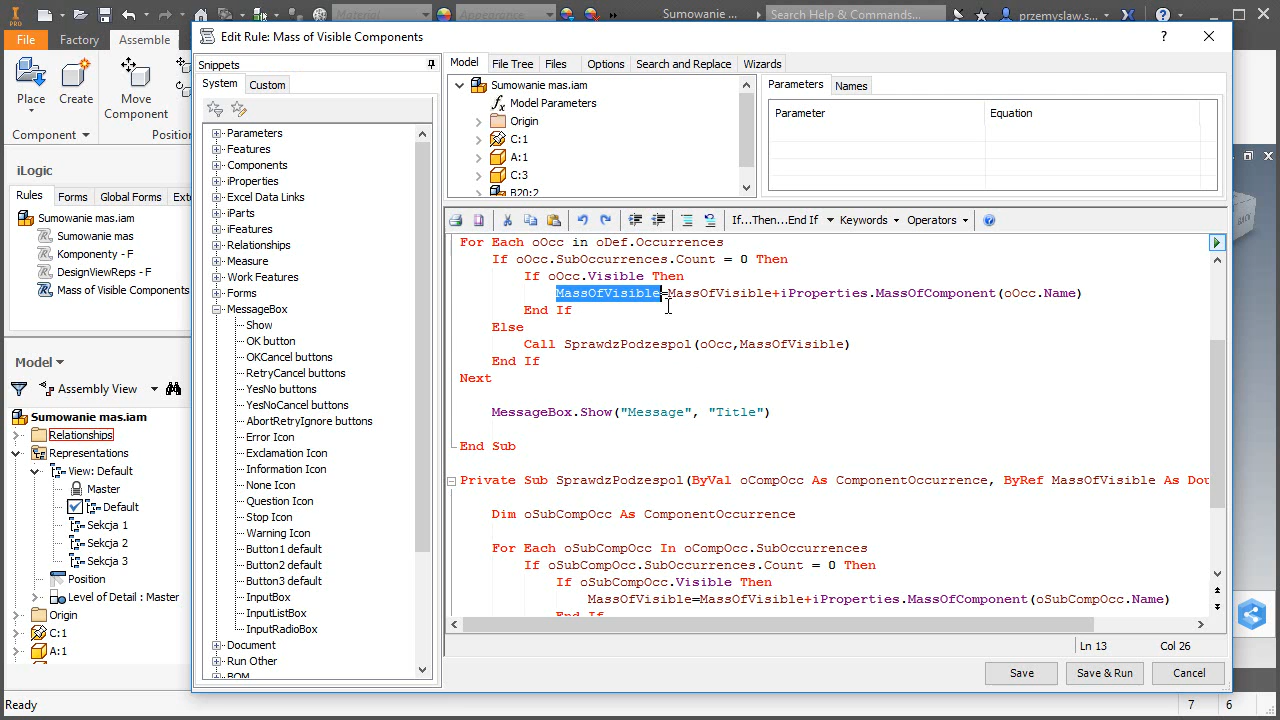 PRO
Material
Appearance
Sumowanie ...
Search Help & Commands...
przemyslaw.s...
File
Factory
Assemble
Place
Create
Move
Component
Component
Position
iLogic
Rules
Forms
Global Forms
Exte
Sumowanie mas.iam
Sumowanie mas
Komponenty - F
DesignViewReps - F
Mass of Visible Components
Model
Assembly View
Sumowanie mas.iam
Relationships
Representations
View: Default
Master
Default
Sekcja 1
Sekcja 2
Sekcja 3
Position
Level of Detail : Master
Origin
C:1
A:1
Ready
7
6
Edit Rule: Mass of Visible Components
?
Snippets
System
Custom
Parameters
Features
Components
iProperties
Excel Data Links
iParts
iFeatures
Relationships
Measure
Work Features
Forms
MessageBox
Show
OK button
OKCancel buttons
RetryCancel buttons
YesNo buttons
YesNoCancel buttons
AbortRetryIgnore buttons
Error Icon
Exclamation Icon
Information Icon
None Icon
Question Icon
Stop Icon
Warning Icon
Button1 default
Button2 default
Button3 default
InputBox
InputListBox
InputRadioBox
Document
Run Other
BOM
Model
File Tree
Files
Options
Search and Replace
Wizards
Sumowanie mas.iam
Model Parameters
Origin
C:1
A:1
C:3
B20:2
Parameters
Names
Parameter
Equation
If...Then...End If
Keywords
Operators
For Each oOcc in oDef.Occurrences
If oOcc.SubOccurrences.Count = 0 Then
If oOcc.Visible Then
MassOfVisible=MassOfVisible+iProperties.MassOfComponent(oOcc.Name)
End If
Else
Call SprawdzPodzespol(oOcc,MassOfVisible)
End If
Next
MessageBox.Show("Message", "Title")
End Sub
Private Sub SprawdzPodzespol(ByVal oCompOcc As ComponentOccurrence, ByRef MassOfVisible As Dou
Dim oSubCompOcc As ComponentOccurrence
For Each oSubCompOcc In oCompOcc.SubOccurrences
If oSubCompOcc.SubOccurrences.Count = 0 Then
If oSubCompOcc.Visible Then
MassOfVisible=MassOfVisible+iProperties.MassOfComponent(oSubCompOcc.Name)
End If
Ln 13
Col 26
Save
Save & Run
Cancel
BACK